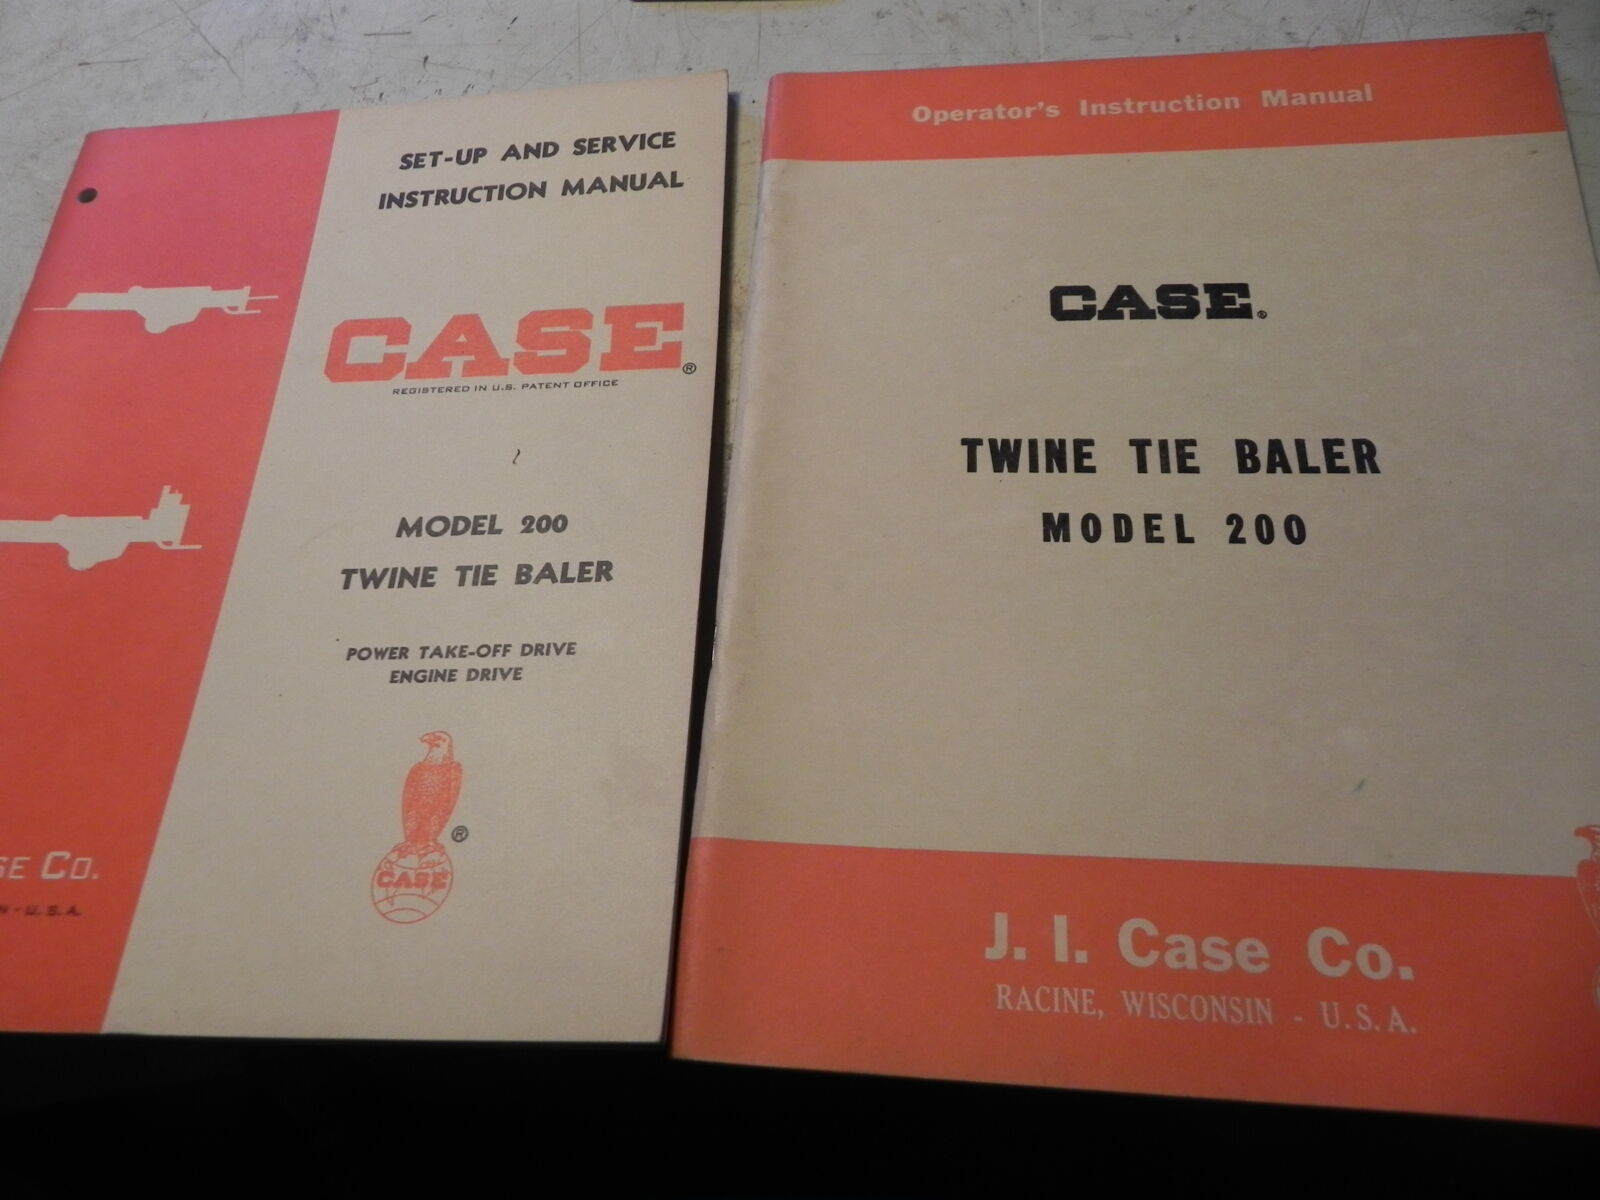 SET-UP AND SERVICE
INSTRUCTION MANUAL
CASE®
REGISTERED IN U.S. PATENT OFFICE
MODEL 200
TWINE TIE BALER
POWER TAKE-OFF DRIVE
ENGINE DRIVE
®
CASE
SE CO.
N - U.S.A.
Operator's Instruction Manual
CASE®
TWINE TIE BALER
MODEL 200
J. I. Case Co.
RACINE, WISCONSIN - U.S.A.